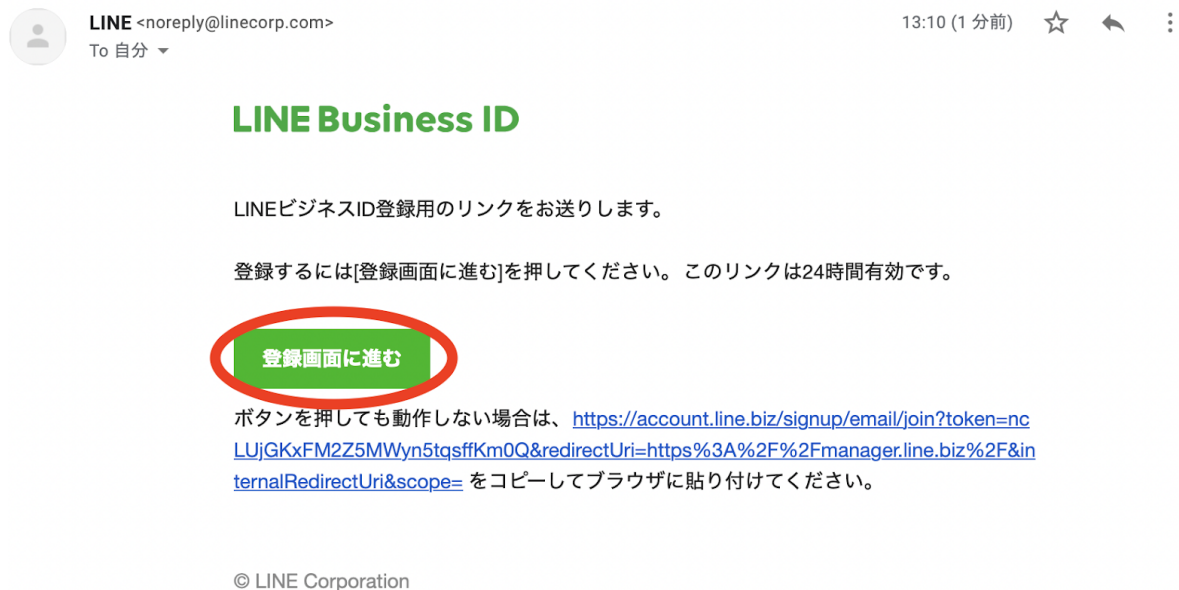 LINE <noreply@linecorp.com>
13:10 (1 分前)
To 自分
LINE Business ID
LINEビジネスID登録用のリンクをお送りします。
登録するには[登録画面に進む]を押してください。このリンクは24時間有効です。
登録画面に進む
ボタンを押しても動作しない場合は、https://account.line.biz/signup/email/join?token=nc
LUjGKxFM2Z5MWyn5tqsffKm0Q&redirectUri=https%3A%2F%2Fmanager.line.biz%2F&in
ternalRedirectUri&scope= をコピーしてブラウザに貼り付けてください。
© LINE Corporation